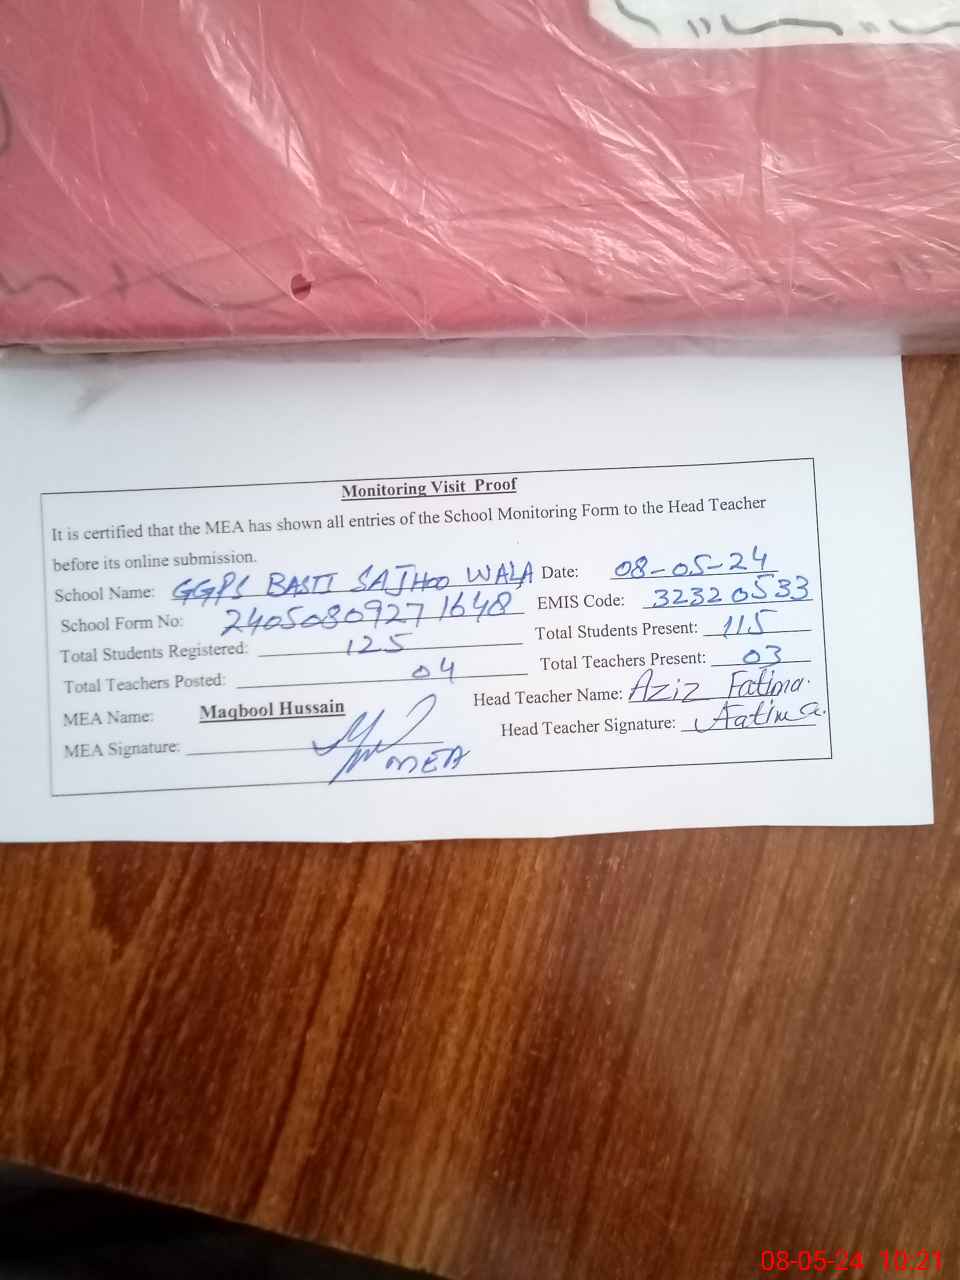 Monitoring Visit Proof
It is certified that the MEA has shown all entries of the School Monitoring Form to the Head Teacher
before its online submission.
School Name: GGPS BASTI SAJHOO WALA Date: 08-05-24
School Form No: 24050809271648 EMIS Code: 32320533
Total Students Registered: 125 Total Students Present: 115
Total Teachers Posted: 04 Total Teachers Present: 03
MEA Name: Maqbool Hussain Head Teacher Name: Aziz Fatima.
MEA Signature: MEA Head Teacher Signature: Aatima.
08-05-24 10:21